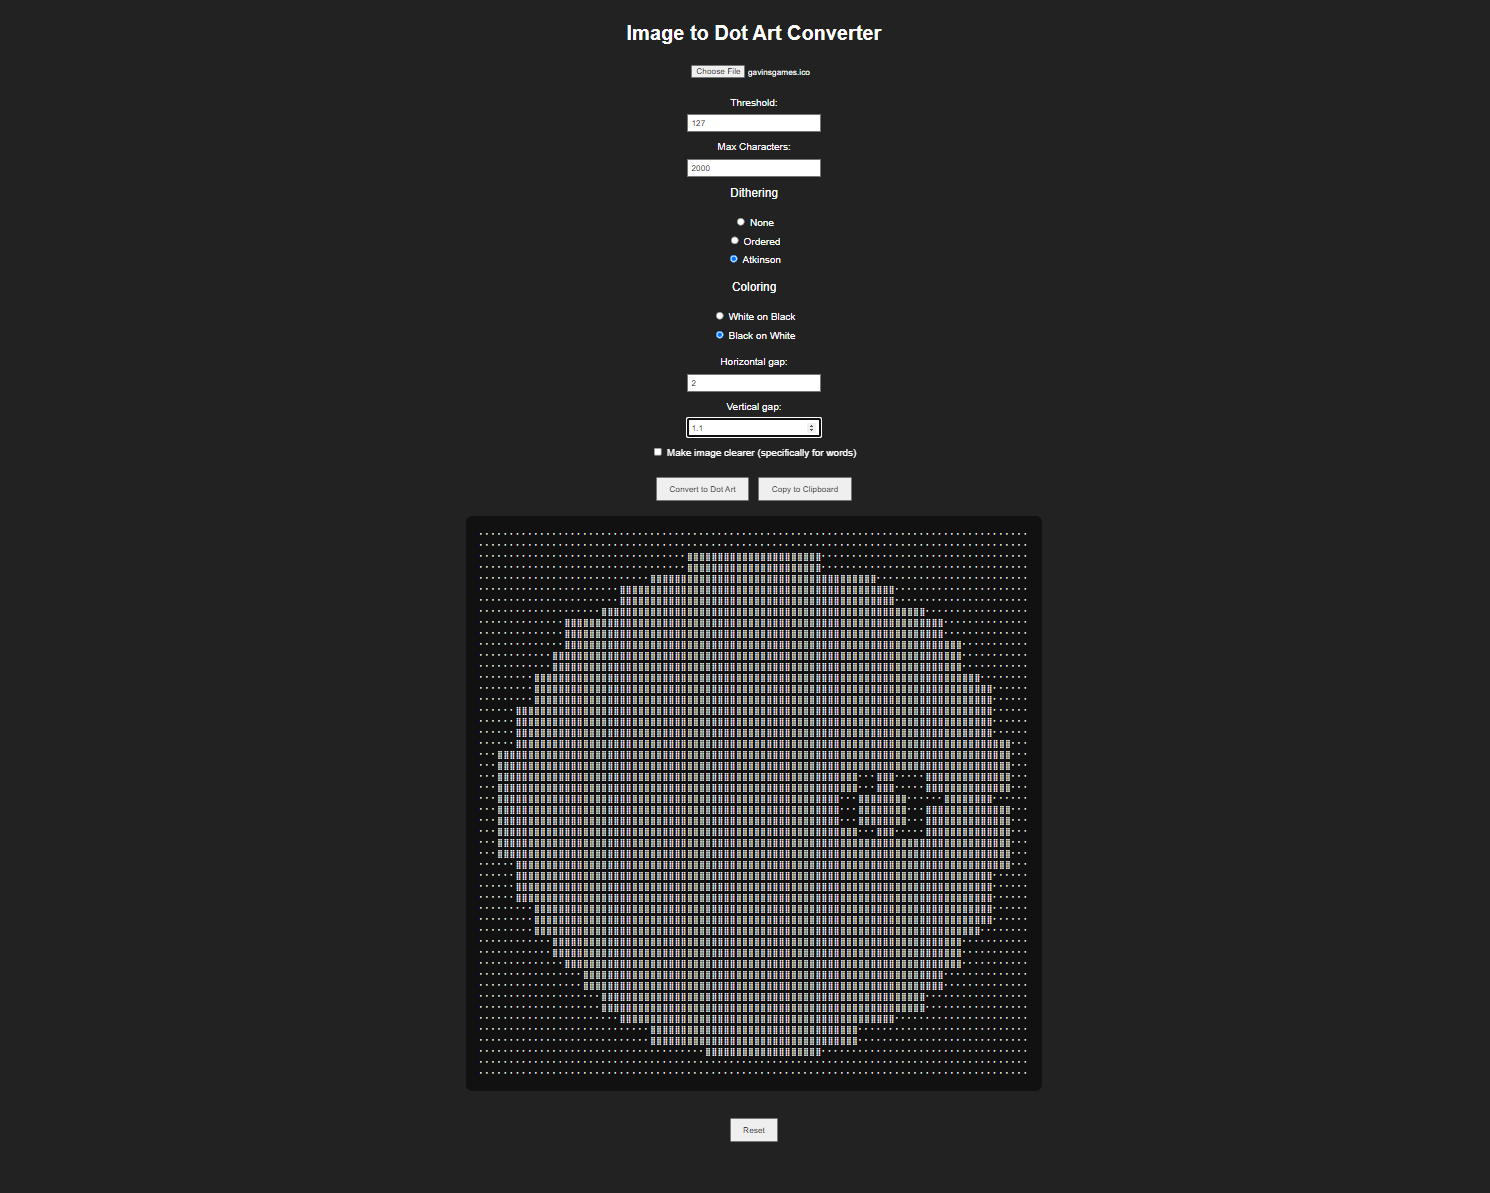 Image to Dot Art Converter
Choose File gavinsgames.ico
Threshold:
127
Max Characters:
2000
Dithering
None
Ordered
Atkinson
Coloring
White on Black
Black on White
Horizontal gap:
2
Vertical gap:
1.1
Make image clearer (specifically for words)
Convert to Dot Art Copy to Clipboard
Reset